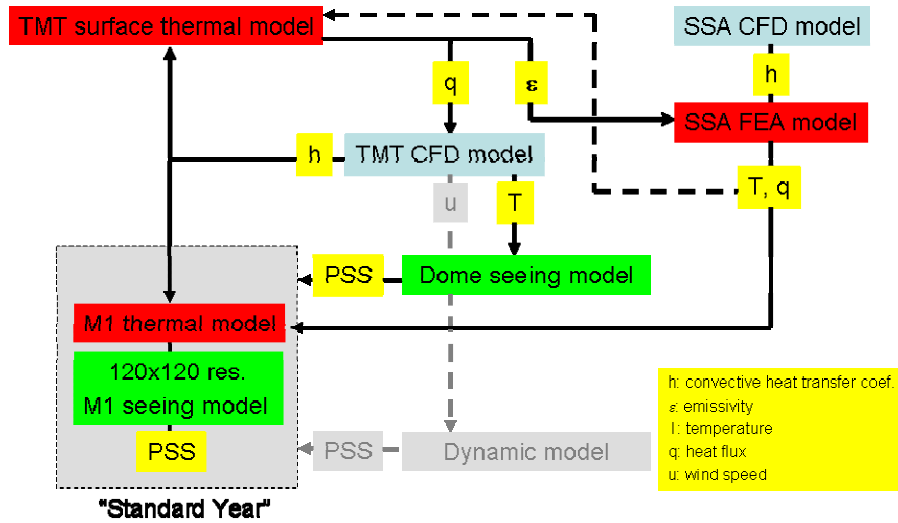 TMT surface thermal model
SSA CFD model
q
ε
h
SSA FEA model
h
TMT CFD model
T, q
u
T
PSS
Dome seeing model
M1 thermal model
120x120 res.
M1 seeing model
PSS
PSS
Dynamic model
"Standard Year"
h: convective heat transfer coef.
ε: emissivity
T: temperature
q: heat flux
u: wind speed